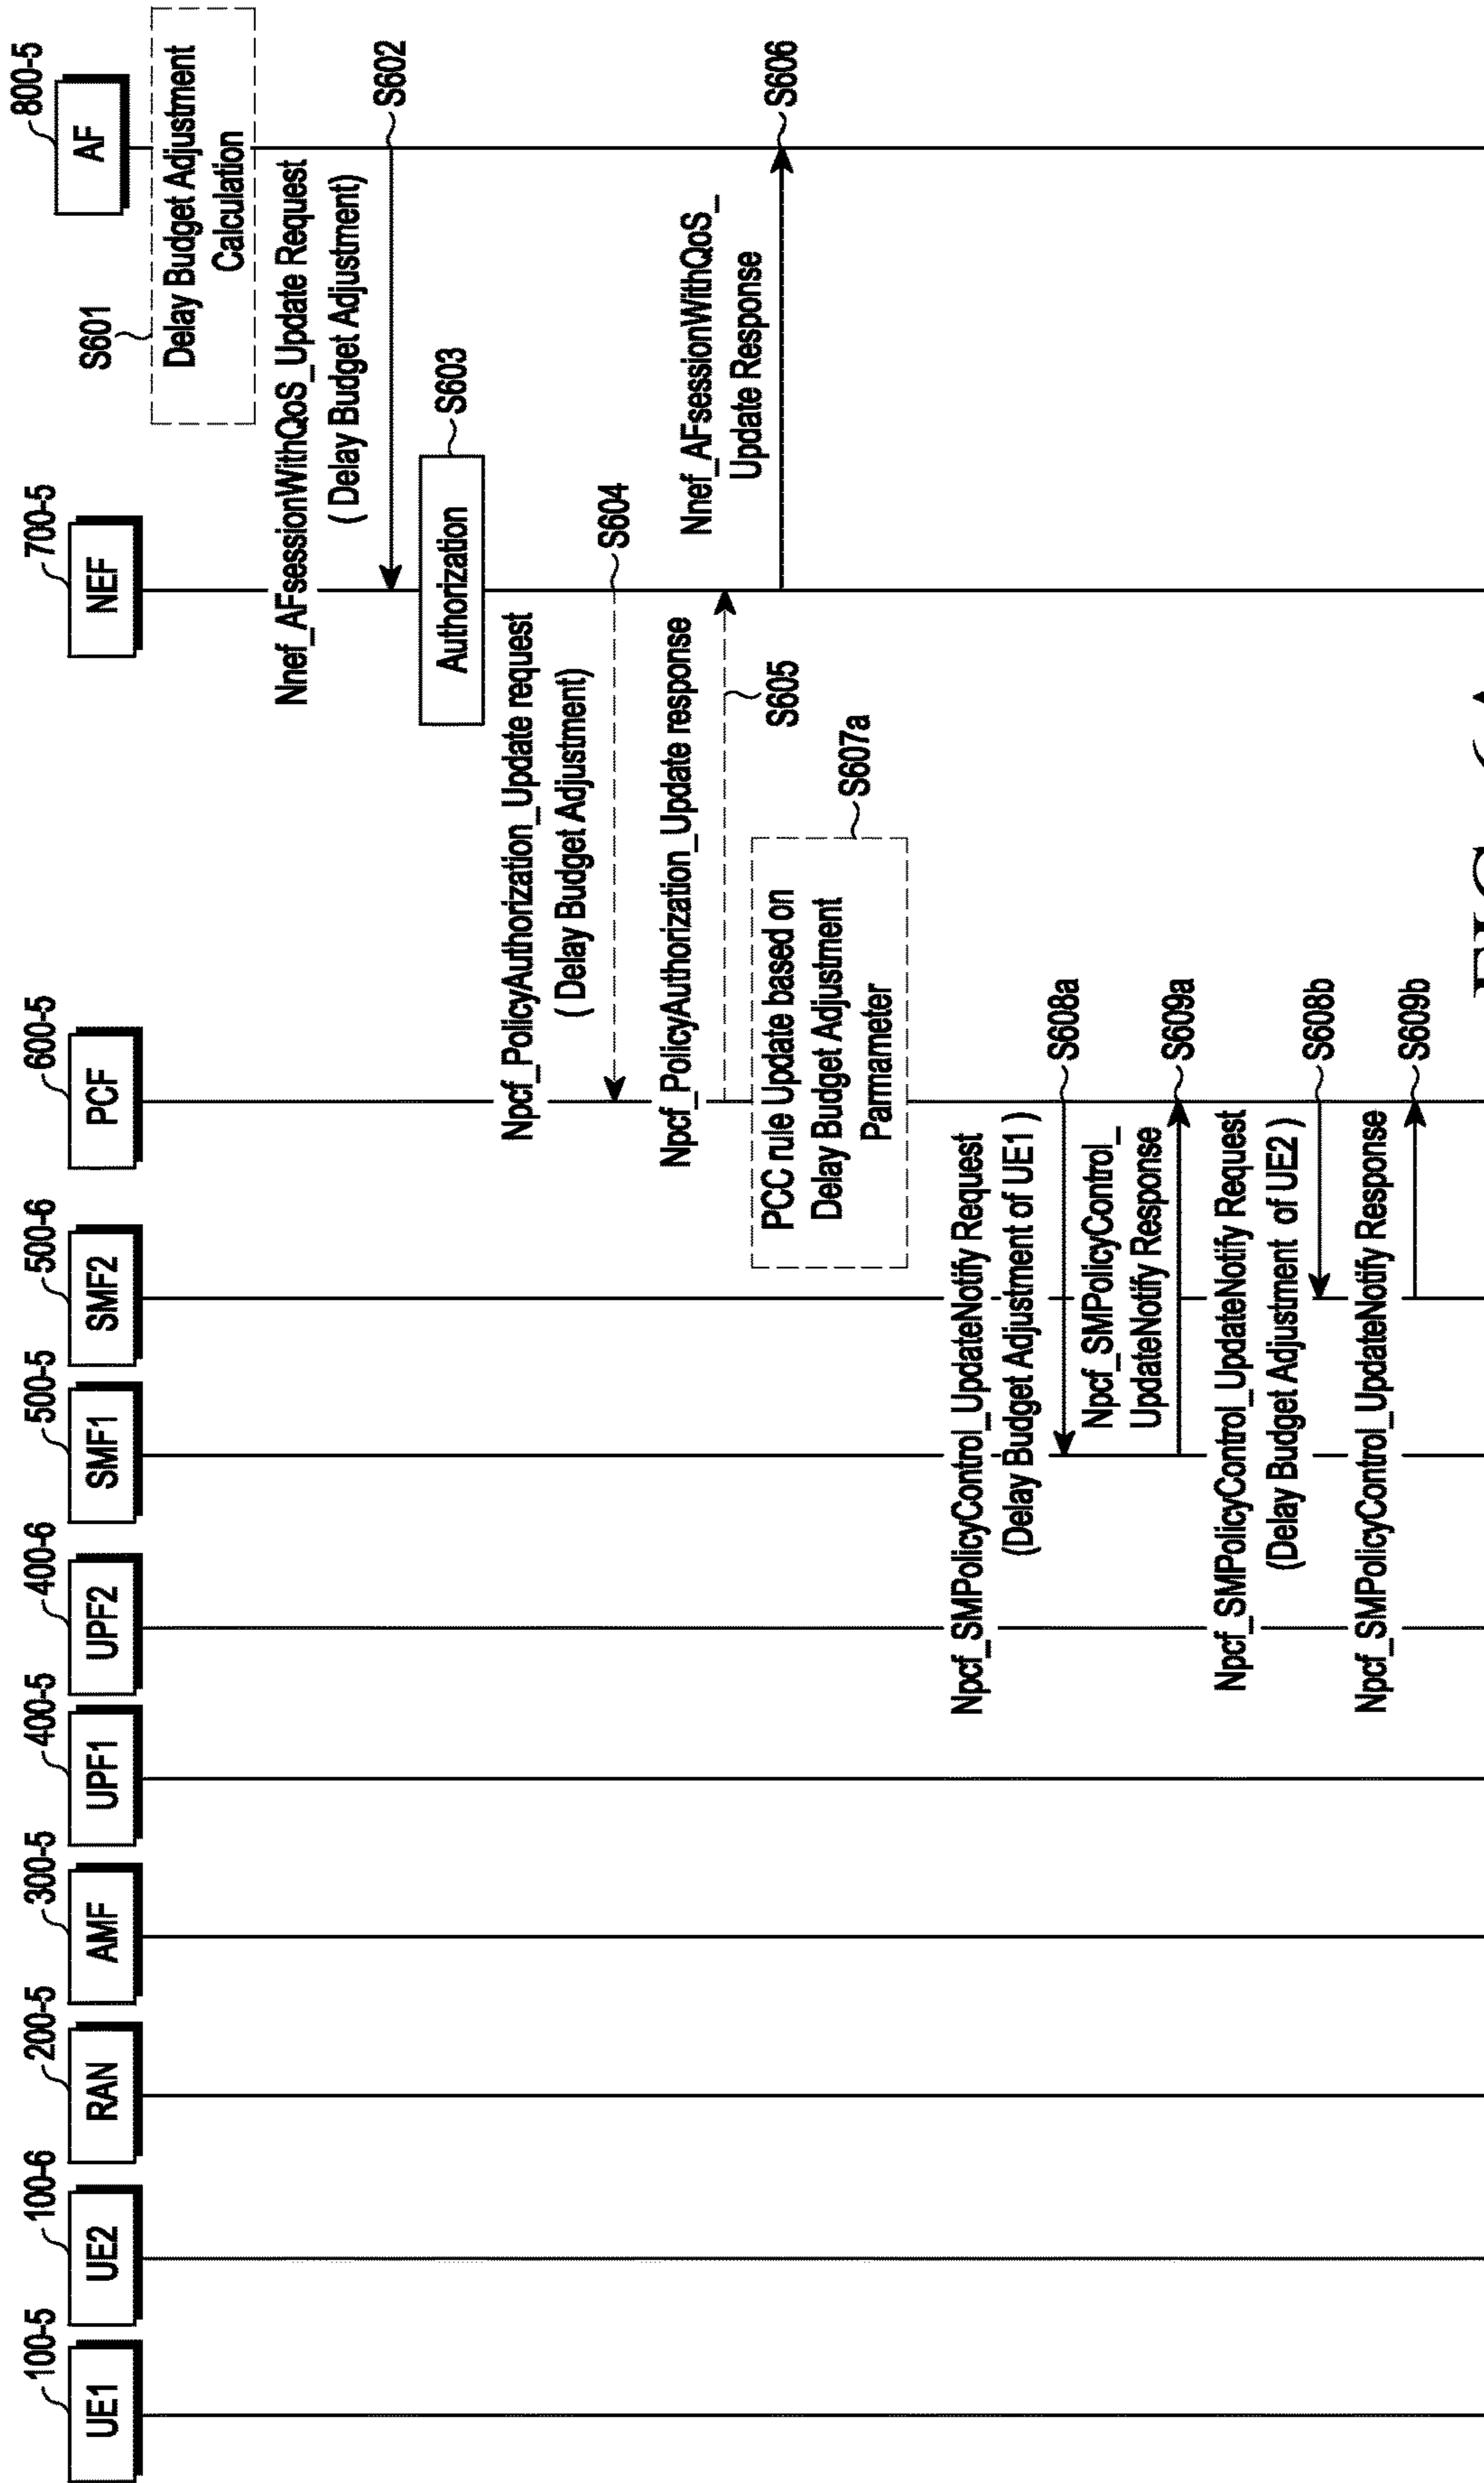 100-5
UE1
100-6
UE2
200-5
RAN
300-5
AMF
400-5
UPF1
400-6
UPF2
500-5
SMF1
500-6
SMF2
600-5
PCF
700-5
NEF
800-5
AF
S601
Delay Budget Adjustment
Calculation
Nnef_AFsessionWithQoS_Update Request
( Delay Budget Adjustment)
S602
Authorization
S603
Npcf_PolicyAuthorization_Update request
( Delay Budget Adjustment)
S604
Npcf_PolicyAuthorization_Update response
S605
Nnef_AFsessionWithQoS_
Update Response
S606
PCC rule Update based on
Delay Budget Adjustment
Parmameter
S607a
Npcf_SMPolicyControl_UpdateNotify Request
(Delay Budget Adjustment of UE1 )
S608a
Npcf_SMPolicyControl_
UpdateNotify Response
S609a
Npcf_SMPolicyControl_UpdateNotify Request
(Delay Budget Adjustment of UE2 )
S608b
Npcf_SMPolicyControl_UpdateNotify Response
S609b